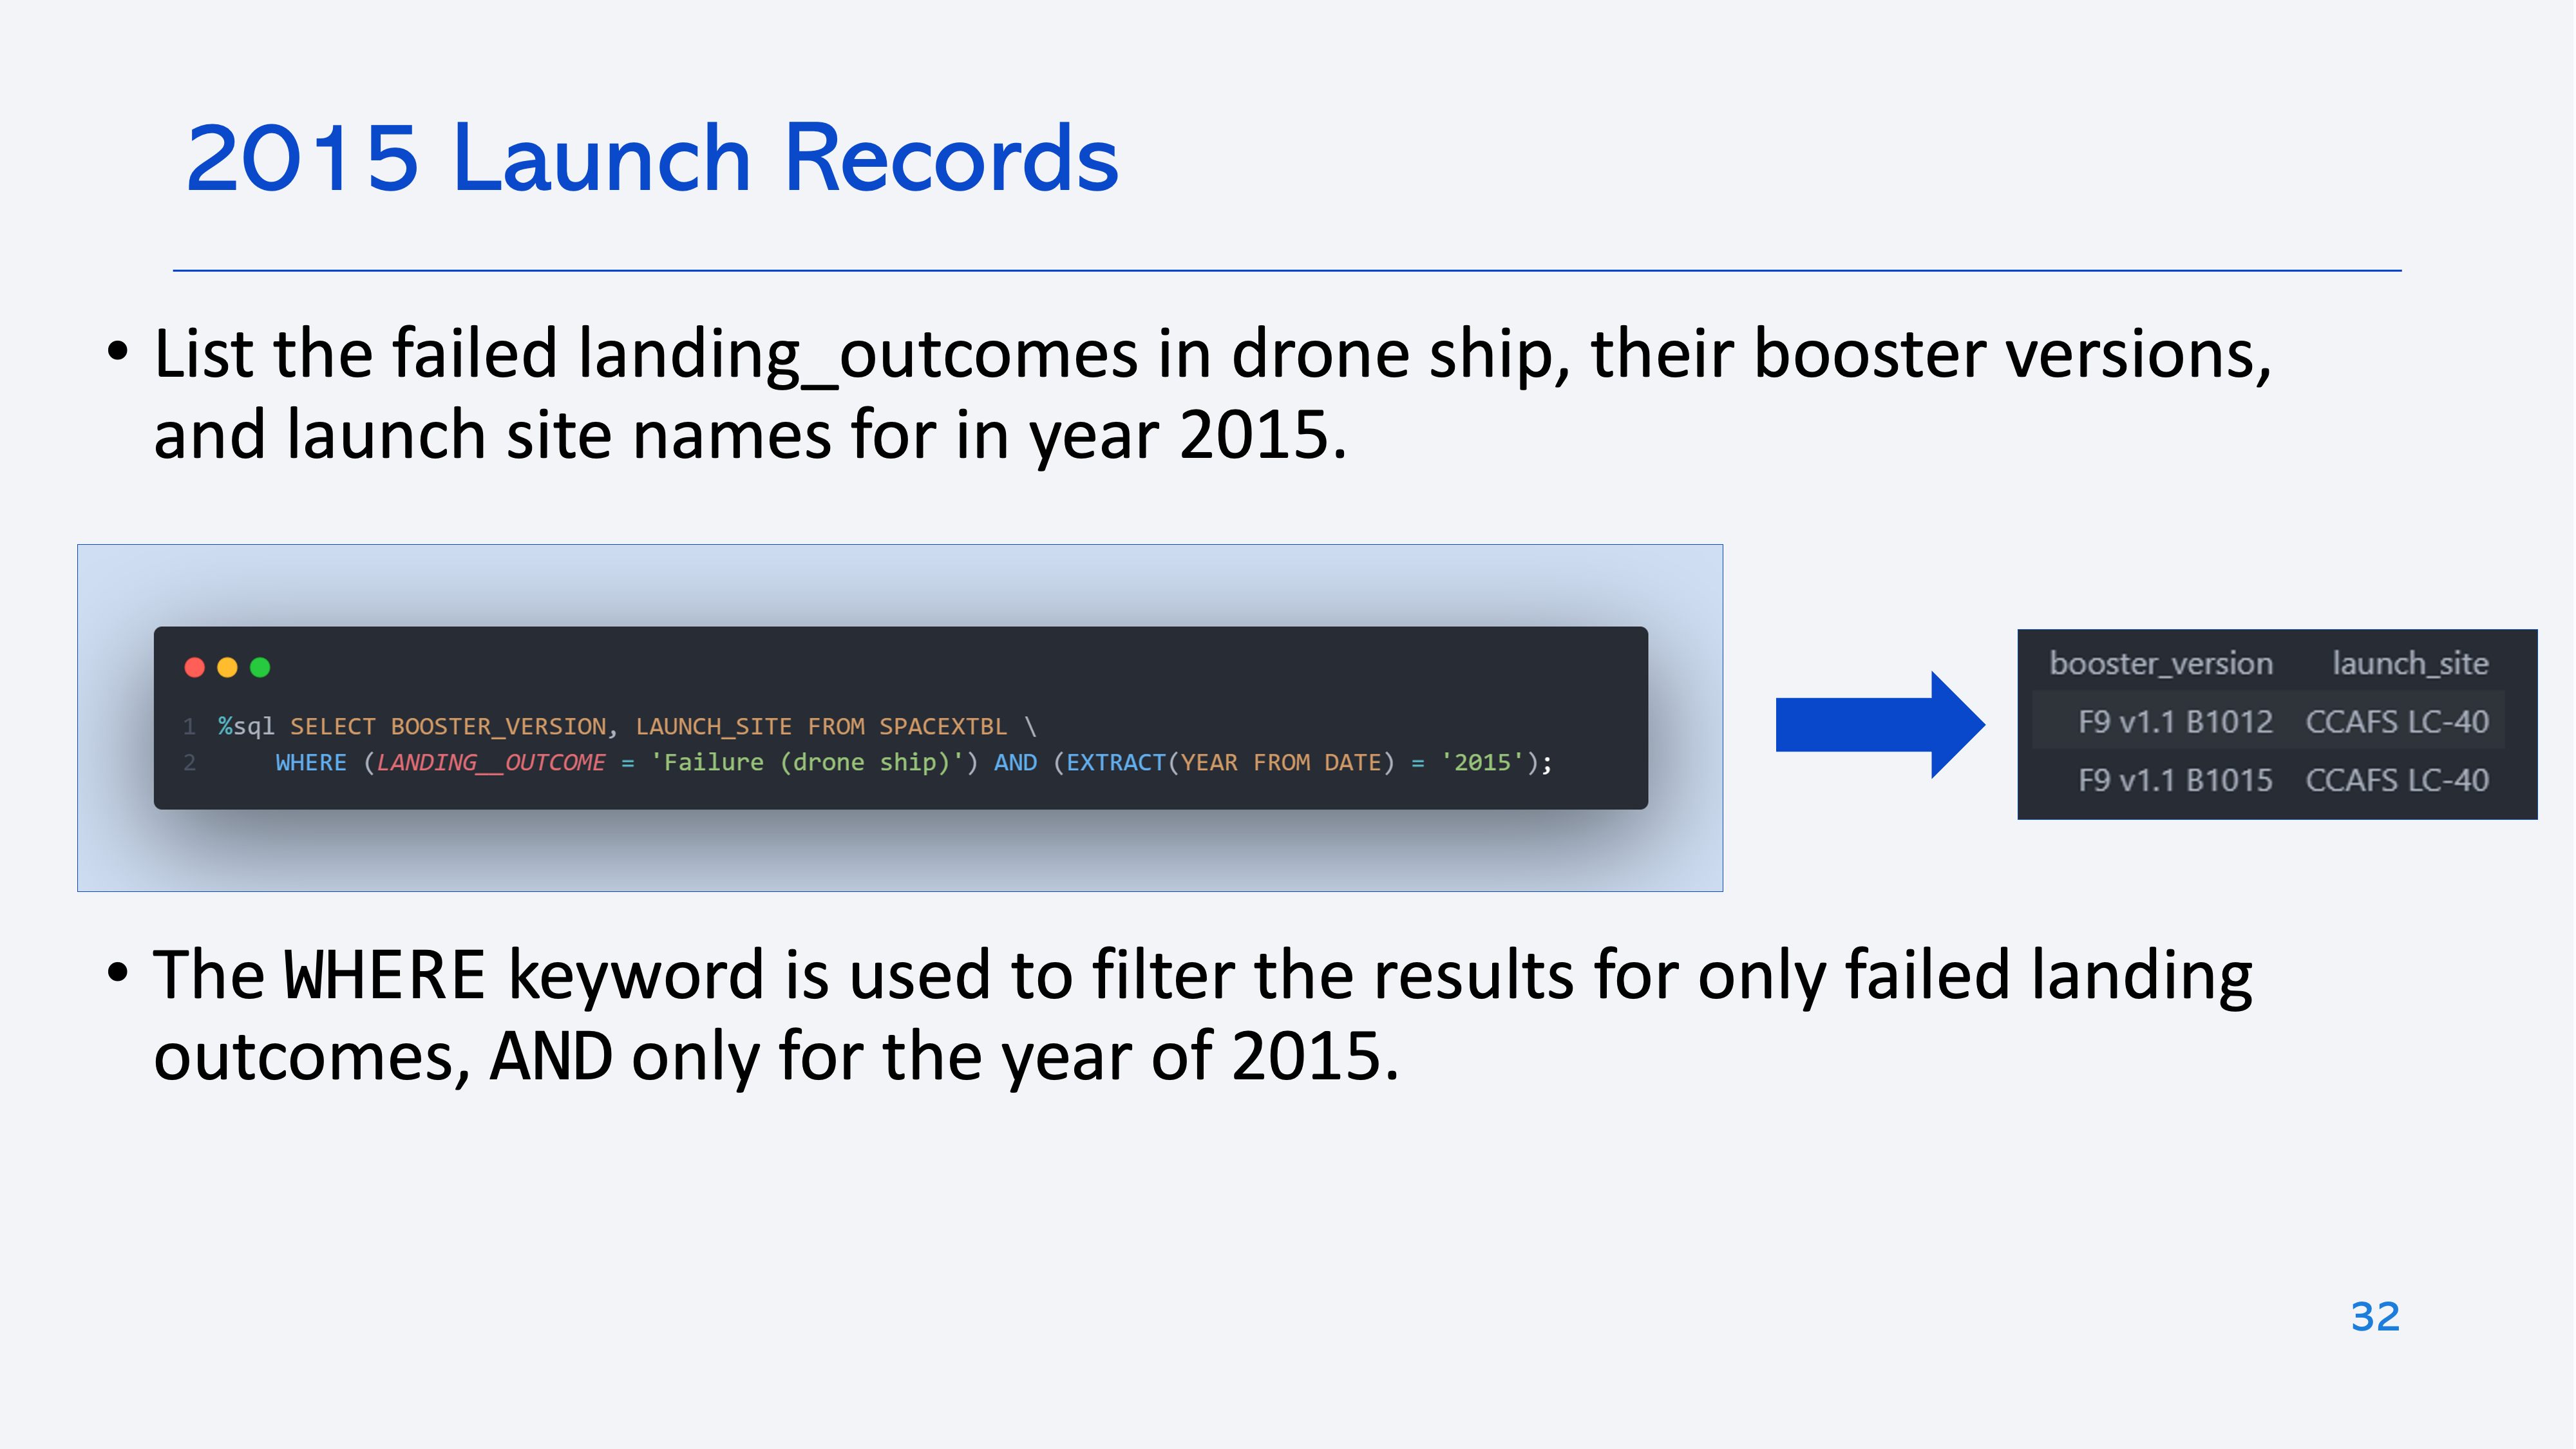 2015 Launch Records
• List the failed landing_outcomes in drone ship, their booster versions,
and launch site names for in year 2015.
1 %sql SELECT BOOSTER_VERSION, LAUNCH_SITE FROM SPACEXTBL \
2 WHERE (LANDING__OUTCOME = 'Failure (drone ship)') AND (EXTRACT(YEAR FROM DATE) = '2015');
booster_version launch_site
F9 v1.1 B1012 CCAFS LC-40
F9 v1.1 B1015 CCAFS LC-40
• The WHERE keyword is used to filter the results for only failed landing
outcomes, AND only for the year of 2015.
32